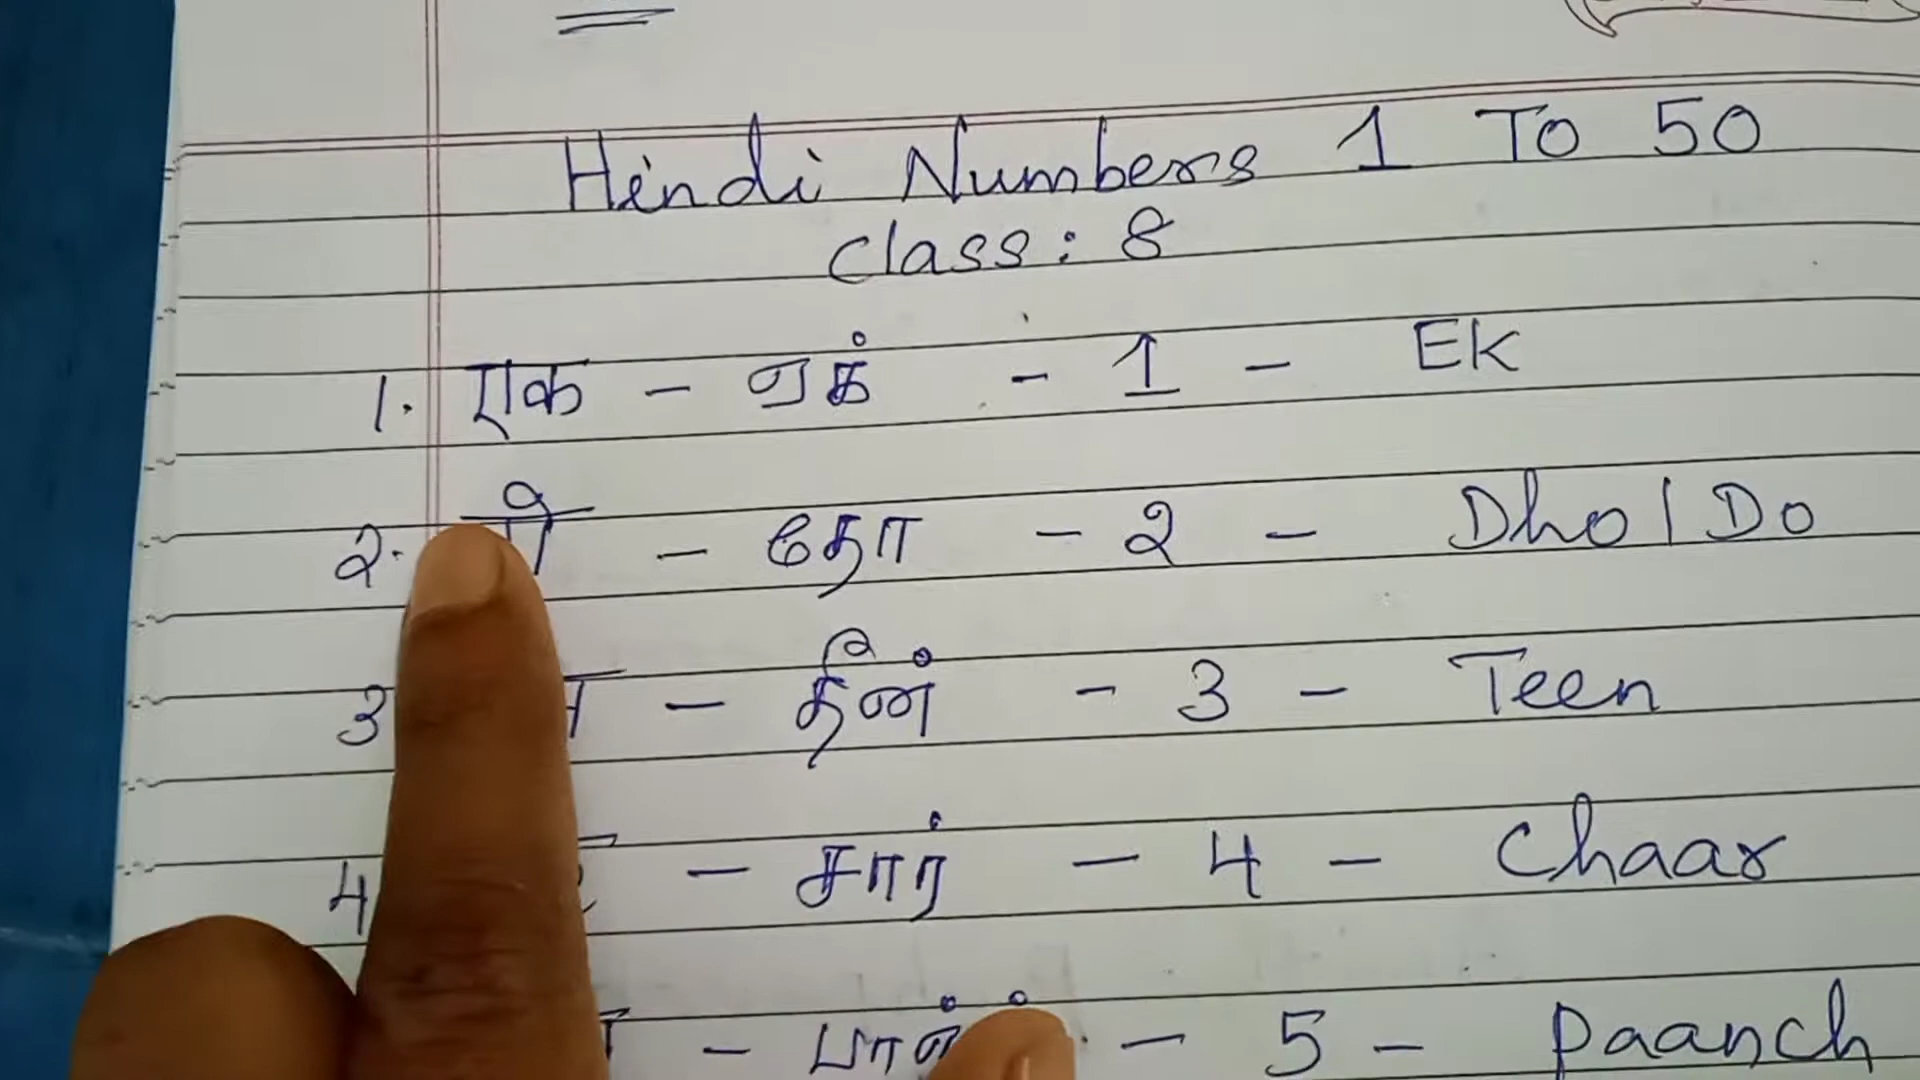 Hindi Numbers 1 TO 50
class: 8
1. एक - ஏக் - 1 - Ek
2. - தோ - 2 - Dho/Do
3 - தீன் - 3 - Teen
4 - சார் - 4 - Chaar
- 5 - Paanch